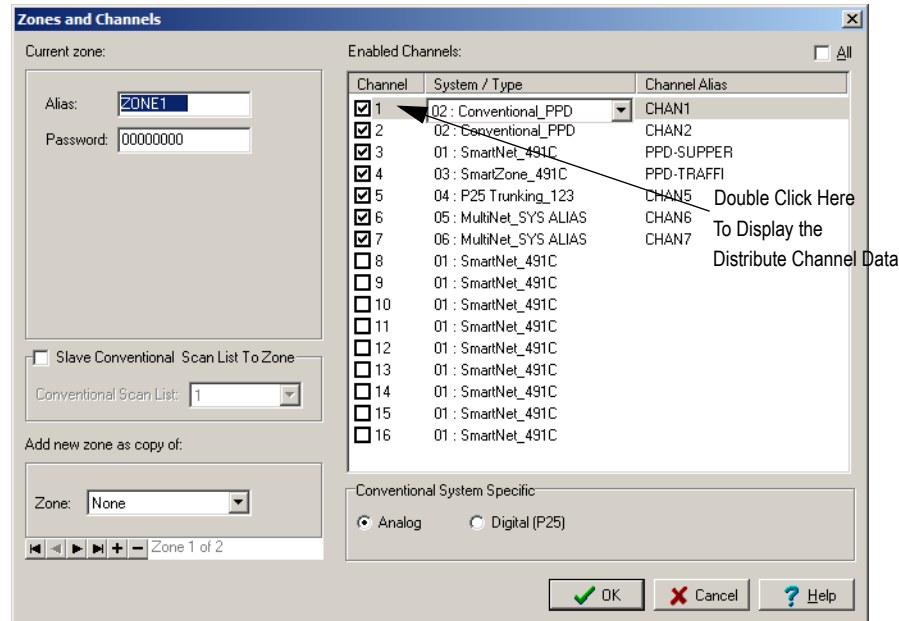 Zones and Channels
Current zone:
Alias: ZONE1
Password: 00000000
Slave Conventional Scan List To Zone
Conventional Scan List: 1
Add new zone as copy of:
Zone: None
Zone 1 of 2
Enabled Channels:
All
Channel System / Type Channel Alias
1 02 : Conventional_PPD CHAN1
2 02 : Conventional_PPD CHAN2
3 01 : SmartNet_491C PPD-SUPPER
4 03 : SmartZone_491C PPD-TRAFFI
5 04 : P25 Trunking_123 CHAN5
6 05 : MultiNet_SYS ALIAS CHAN6
7 06 : MultiNet_SYS ALIAS CHAN7
8 01 : SmartNet_491C
9 01 : SmartNet_491C
10 01 : SmartNet_491C
11 01 : SmartNet_491C
12 01 : SmartNet_491C
13 01 : SmartNet_491C
14 01 : SmartNet_491C
15 01 : SmartNet_491C
16 01 : SmartNet_491C
Double Click Here
To Display the
Distribute Channel Data
Conventional System Specific
Analog Digital (P25)
OK Cancel Help